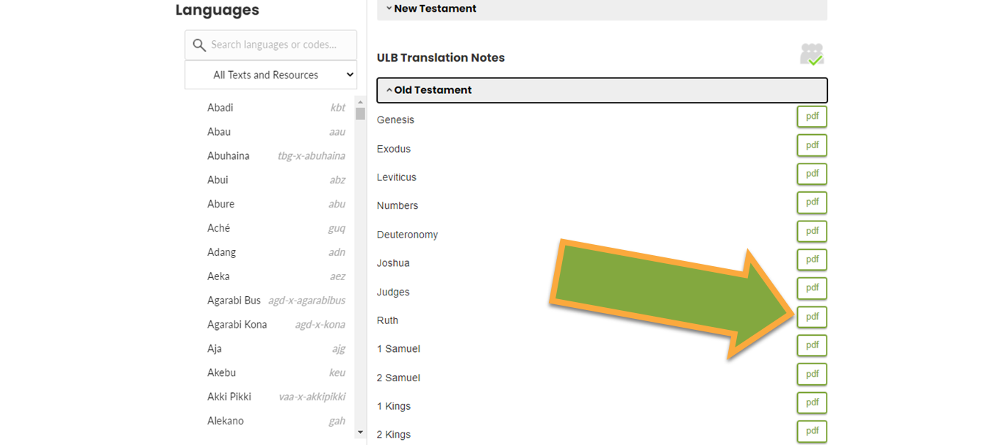 Languages
Search languages or codes...
All Texts and Resources
Abadi kbt
Abau aau
Abuhaina tbg-x-abuhaina
Abui abz
Abure abu
Aché guq
Adang adn
Aeka aez
Agarabi Bus agd-x-agarabibus
Agarabi Kona agd-x-kona
Aja ajg
Akebu keu
Akki Pikki vaa-x-akkipikki
Alekano gah
New Testament
ULB Translation Notes
Old Testament
Genesis pdf
Exodus pdf
Leviticus pdf
Numbers pdf
Deuteronomy pdf
Joshua pdf
Judges pdf
Ruth pdf
1 Samuel pdf
2 Samuel pdf
1 Kings pdf
2 Kings pdf